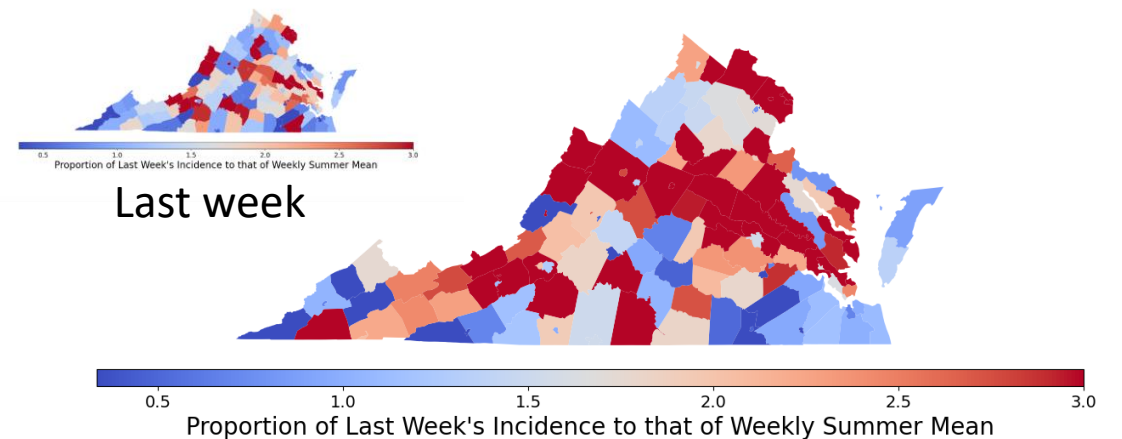 0.5 1.0 1.5 2.0 2.5 3.0
Proportion of Last Week's Incidence to that of Weekly Summer Mean
Last week
0.5 1.0 1.5 2.0 2.5 3.0
Proportion of Last Week's Incidence to that of Weekly Summer Mean